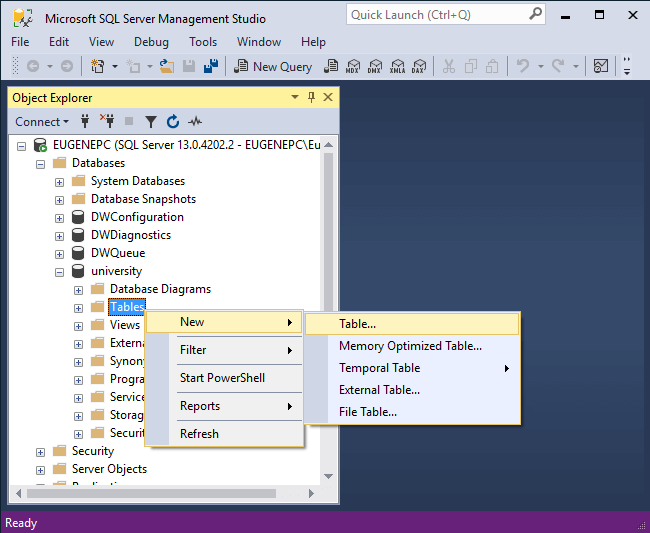 Microsoft SQL Server Management Studio
Quick Launch (Ctrl+Q)
File Edit View Debug Tools Window Help
New Query MDX DMX XMLA DAX
Object Explorer
Connect
EUGENEPC (SQL Server 13.0.4202.2 - EUGENEPC\Eu
Databases
System Databases
Database Snapshots
DWConfiguration
DWDiagnostics
DWQueue
university
Database Diagrams
Tables
Views
Externa
Synony
Progra
Service
Storag
Securit
Security
Server Objects
New
Filter
Start PowerShell
Reports
Refresh
Table...
Memory Optimized Table...
Temporal Table
External Table...
File Table...
Ready